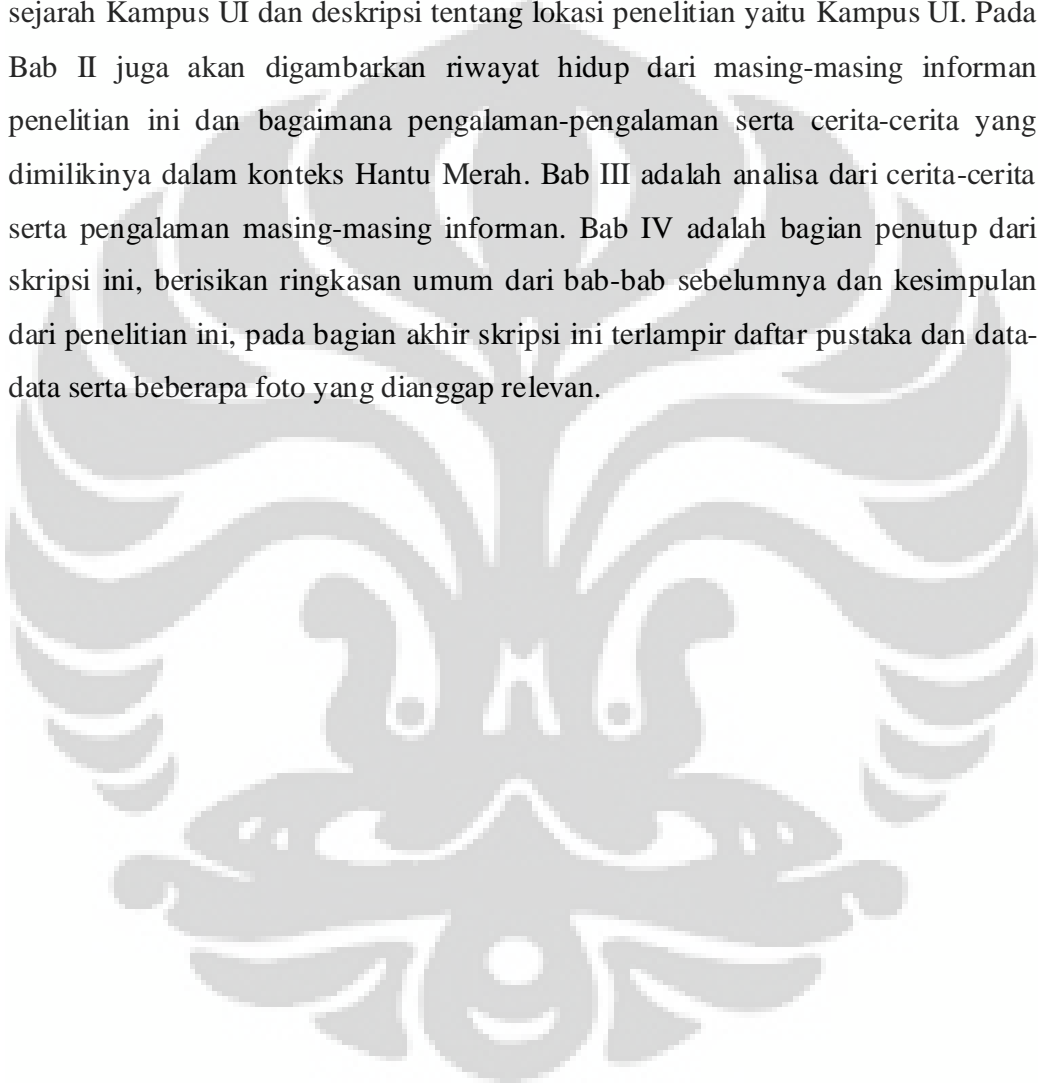 sejarah Kampus UI dan deskripsi tentang lokasi penelitian yaitu Kampus UI. Pada
Bab II juga akan digambarkan riwayat hidup dari masing-masing informan
penelitian ini dan bagaimana pengalaman-pengalaman serta cerita-cerita yang
dimilikinya dalam konteks Hantu Merah. Bab III adalah analisa dari cerita-cerita
serta pengalaman masing-masing informan. Bab IV adalah bagian penutup dari
skripsi ini, berisikan ringkasan umum dari bab-bab sebelumnya dan kesimpulan
dari penelitian ini, pada bagian akhir skripsi ini terlampir daftar pustaka dan data-
data serta beberapa foto yang dianggap relevan.